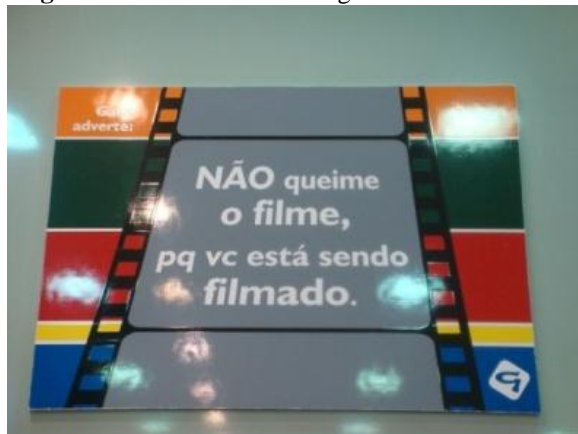 adverte:
NÃO queime
o filme,
pq vc está sendo
filmado.